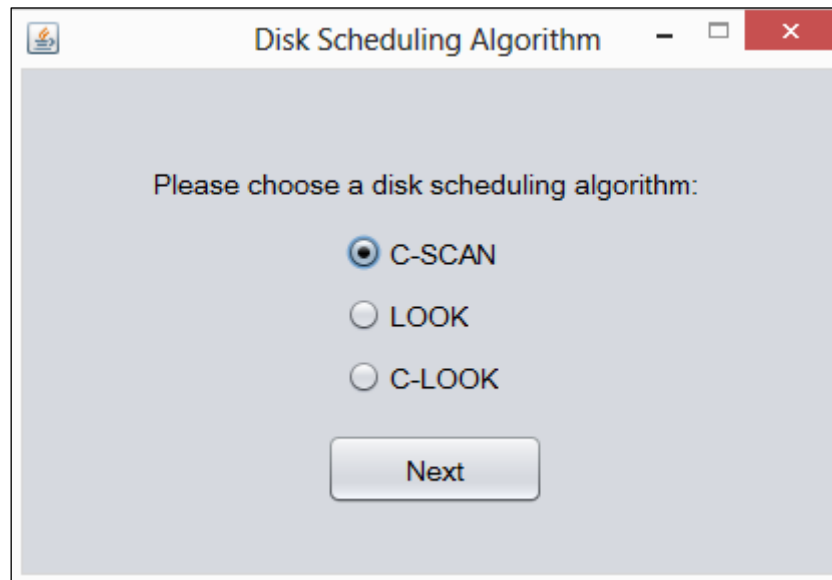 Disk Scheduling Algorithm
Please choose a disk scheduling algorithm:
C-SCAN
LOOK
C-LOOK
Next